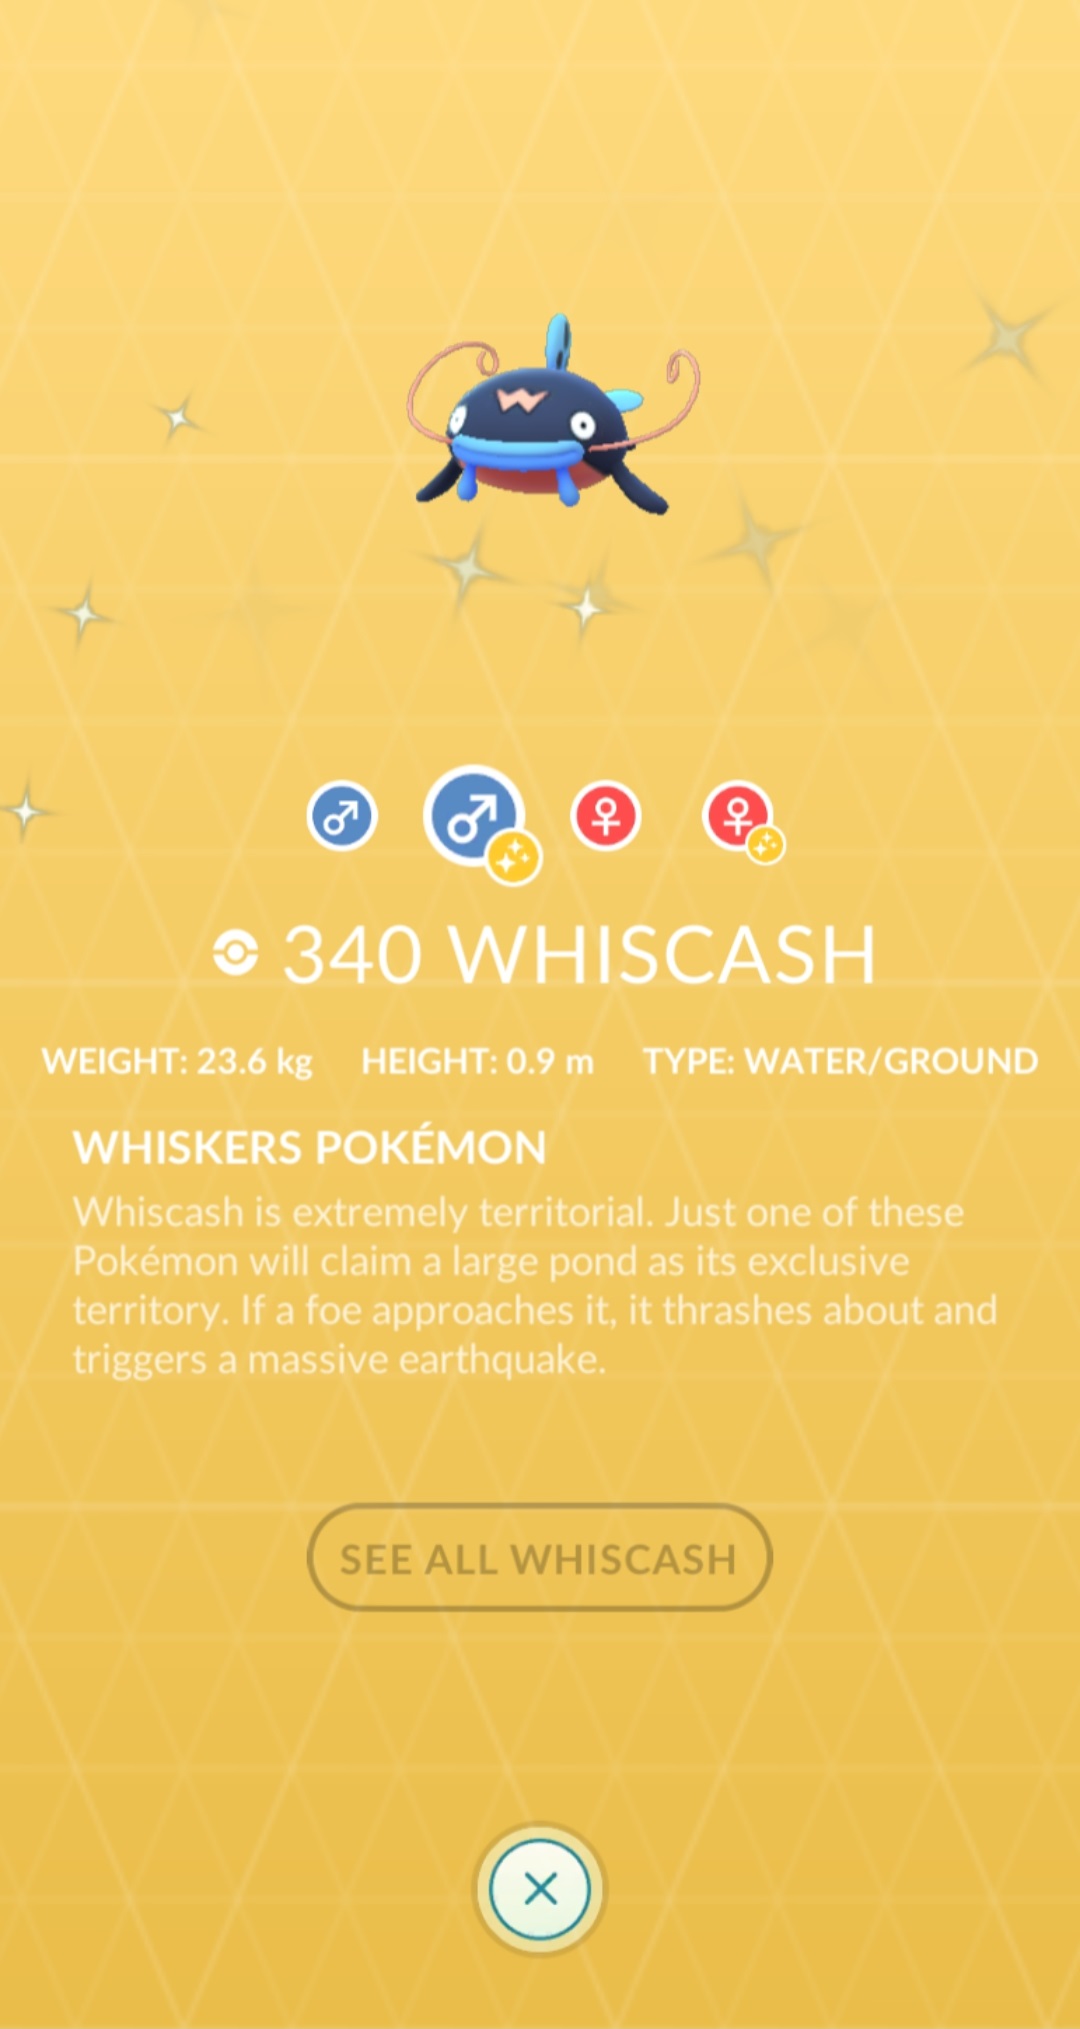 340 WHISCASH
WEIGHT: 23.6 kg HEIGHT: 0.9 m TYPE: WATER/GROUND
WHISKERS POKÉMON
Whiscash is extremely territorial. Just one of these
Pokémon will claim a large pond as its exclusive
territory. If a foe approaches it, it thrashes about and
triggers a massive earthquake.
SEE ALL WHISCASH